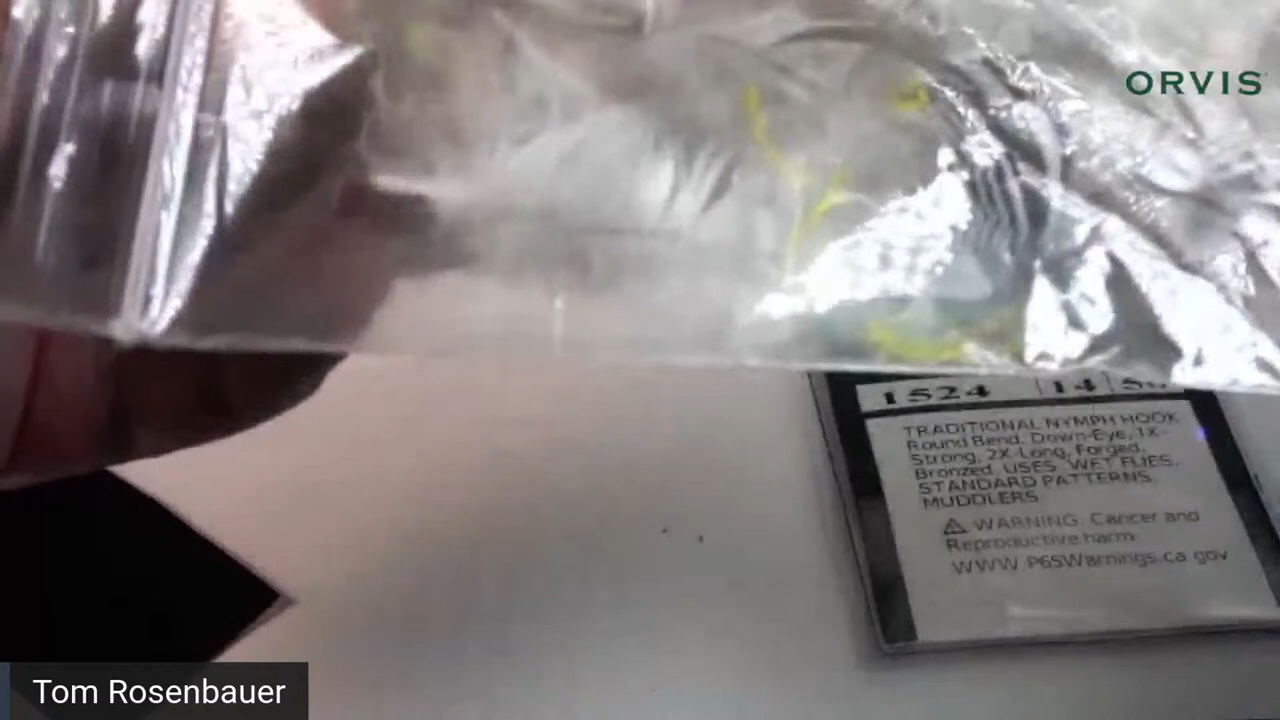 ORVIS
1524 14
TRADITIONAL NYMPH HOOK
Round Bend, Down-Eye, 1X-
Strong, 2X-Long, Forged,
Bronzed. USES: WET FLIES,
STANDARD PATTERNS,
MUDDLERS
⚠ WARNING: Cancer and
Reproductive harm
WWW.P65Warnings.ca.gov
Tom Rosenbauer